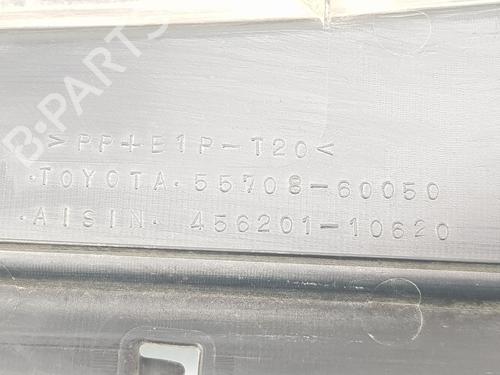 B-PARTS
>PP+E1P-T20<
·TOYOTA·55708-60050
·AISIN. 456201-10620